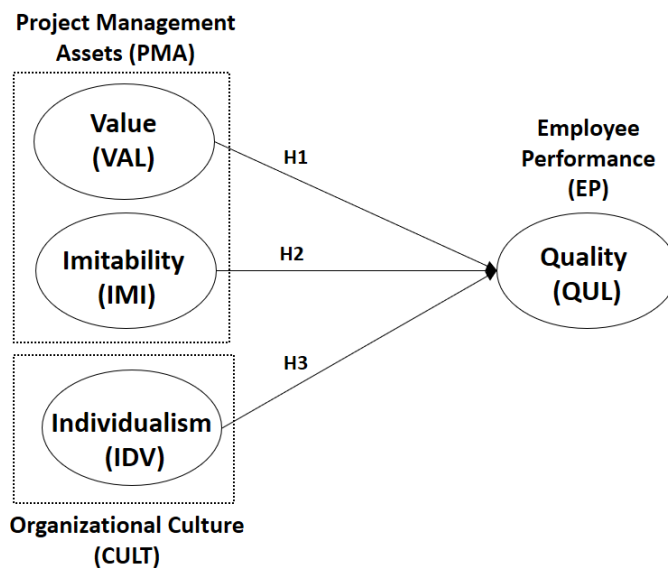 Project Management
Assets (PMA)
Value
(VAL)
H1
Employee
Performance
(EP)
Imitability
(IMI)
H2
Quality
(QUL)
H3
Individualism
(IDV)
Organizational Culture
(CULT)